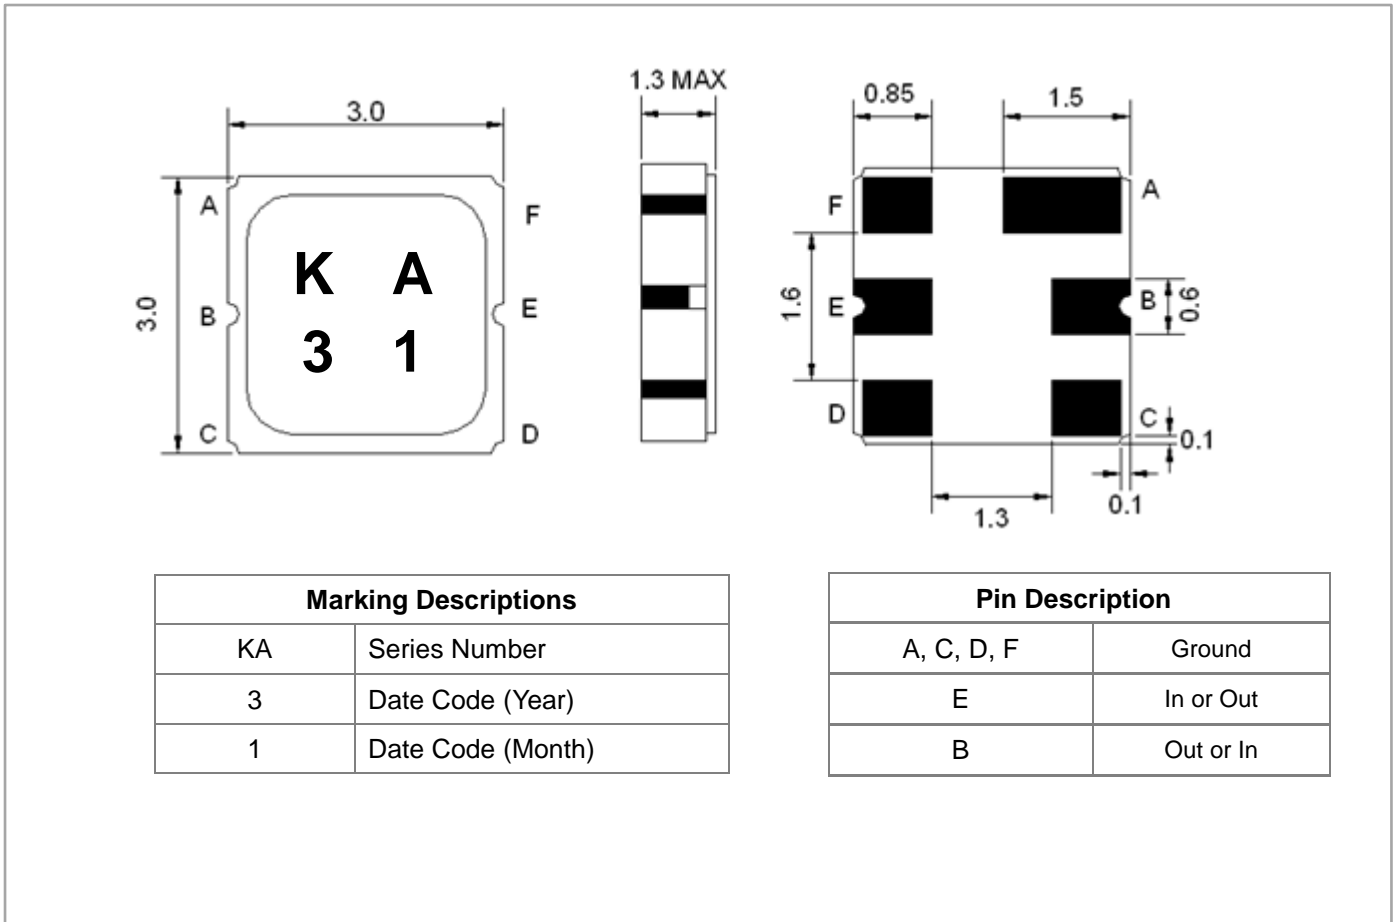 1.3 MAX
3.0
0.85
1.5
A
F
F
A
K A
3.0
B
E
1.6
E
B
0.6
3 1
C
D
D
C
0.1
0.1
1.3
Marking Descriptions
KA Series Number
3 Date Code (Year)
1 Date Code (Month)
Pin Description
A, C, D, F Ground
E In or Out
B Out or In